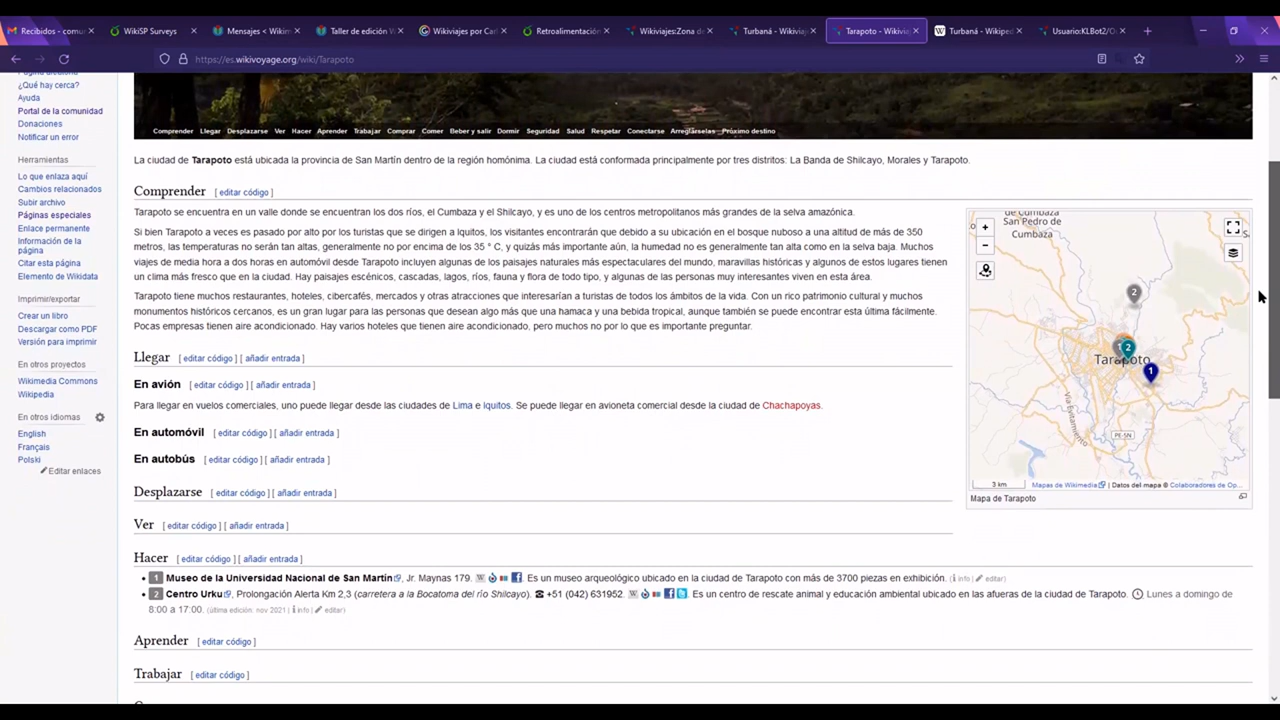 Recibidos - comu
WikiSP Surveys
Mensajes < Wikim
Taller de edición W
Wikiviajes por Carl
Retroalimentación
Wikiviajes:Zona de
Turbaná - Wikiviaj
Tarapoto - Wikiviaj
Turbaná - Wikipe
Usuario:KLBot2/O
https://es.wikivoyage.org/wiki/Tarapoto
Página aleatoria
¿Qué hay cerca?
Ayuda
Portal de la comunidad
Donaciones
Notificar un error
Herramientas
Lo que enlaza aquí
Cambios relacionados
Subir archivo
Páginas especiales
Enlace permanente
Información de la
página
Citar esta página
Elemento de Wikidata
Imprimir/exportar
Crear un libro
Descargar como PDF
Versión para imprimir
En otros proyectos
Wikimedia Commons
Wikipedia
En otros idiomas
English
Français
Polski
Editar enlaces
Comprender Llegar Desplazarse Ver Hacer Aprender Trabajar Comprar Comer Beber y salir Dormir Seguridad Salud Respetar Conectarse Arreglárselas Próximo destino
La ciudad de Tarapoto está ubicada la provincia de San Martín dentro de la región homónima. La ciudad está conformada principalmente por tres distritos: La Banda de Shilcayo, Morales y Tarapoto.
Comprender [ editar código ]
Tarapoto se encuentra en un valle donde se encuentran los dos ríos, el Cumbaza y el Shilcayo, y es uno de los centros metropolitanos más grandes de la selva amazónica.
Si bien Tarapoto a veces es pasado por alto por los turistas que se dirigen a Iquitos, los visitantes encontrarán que debido a su ubicación en el bosque nuboso a una altitud de más de 350
metros, las temperaturas no serán tan altas, generalmente no por encima de los 35 ° C, y quizás más importante aún, la humedad no es generalmente tan alta como en la selva baja. Muchos
viajes de media hora a dos horas en automóvil desde Tarapoto incluyen algunas de los paisajes naturales más espectaculares del mundo, maravillas históricas y algunos de estos lugares tienen
un clima más fresco que en la ciudad. Hay paisajes escénicos, cascadas, lagos, ríos, fauna y flora de todo tipo, y algunas de las personas muy interesantes viven en esta área.
Tarapoto tiene muchos restaurantes, hoteles, cibercafés, mercados y otras atracciones que interesarían a turistas de todos los ámbitos de la vida. Con un rico patrimonio cultural y muchos
monumentos históricos cercanos, es un gran lugar para las personas que desean algo más que una hamaca y una bebida tropical, aunque también se puede encontrar esta última fácilmente.
Pocas empresas tienen aire acondicionado. Hay varios hoteles que tienen aire acondicionado, pero muchos no por lo que es importante preguntar.
Llegar [ editar código ] [ añadir entrada ]
En avión [ editar código ] [ añadir entrada ]
Para llegar en vuelos comerciales, uno puede llegar desde las ciudades de Lima e Iquitos. Se puede llegar en avioneta comercial desde la ciudad de Chachapoyas.
En automóvil [ editar código ] [ añadir entrada ]
En autobús [ editar código ] [ añadir entrada ]
Desplazarse [ editar código ] [ añadir entrada ]
Ver [ editar código ] [ añadir entrada ]
Hacer [ editar código ] [ añadir entrada ]
1 Museo de la Universidad Nacional de San Martín, Jr. Maynas 179. Es un museo arqueológico ubicado en la ciudad de Tarapoto con más de 3700 piezas en exhibición. (info | editar)
2 Centro Urku, Prolongación Alerta Km 2,3 (carretera a la Bocatoma del río Shilcayo). +51 (042) 631952. Es un centro de rescate animal y educación ambiental ubicado en las afueras de la ciudad de Tarapoto. Lunes a domingo de
8:00 a 17:00. (última edición: nov 2021 | info | editar)
Aprender [ editar código ]
Trabajar [ editar código ]
de Cumbaza
San Pedro de
Cumbaza
+
−
2
1
2
Tarapoto
1
Vía Evitamiento
PE-5N
3 km
Mapas de Wikimedia | Datos del mapa © Colaboradores de Op...
Mapa de Tarapoto